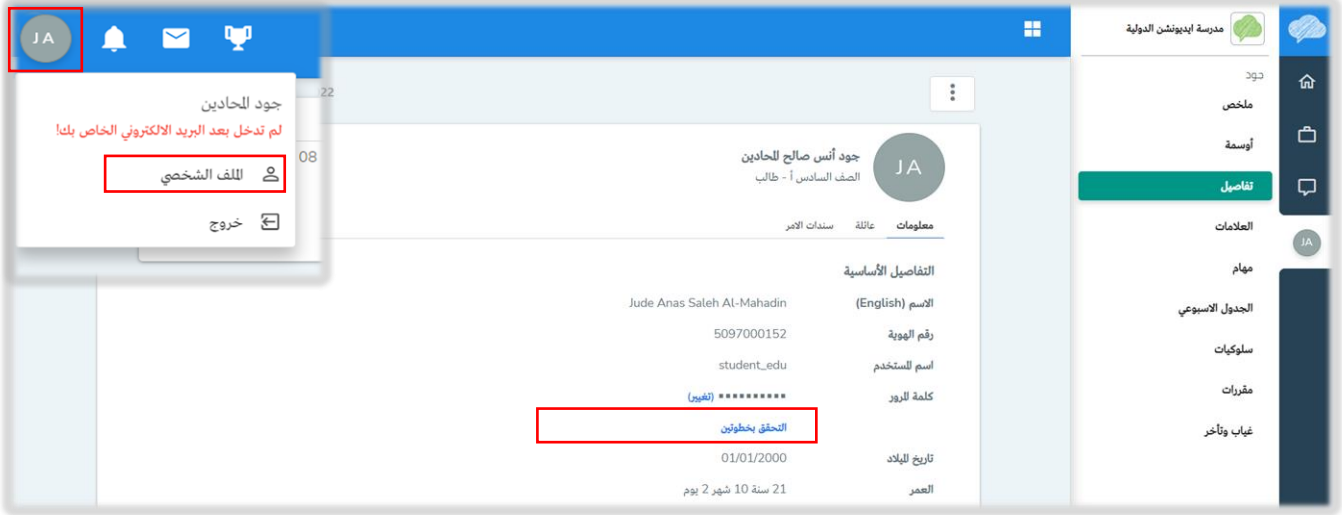 JA
جود المحادين
لم تدخل بعد البريد الالكتروني الخاص بك!
الملف الشخصي
خروج
22
08
مدرسة ايديونشن الدولية
جود
ملخص
أوسمة
تفاصيل
العلامات
مهام
الجدول الاسبوعي
سلوكيات
مقررات
غياب وتأخر
JA
JA
جود أنس صالح المحادين
الصف السادس أ - طالب
معلومات عائلة سندات الامر
التفاصيل الأساسية
الاسم (English) Jude Anas Saleh Al-Mahadin
رقم الهوية 5097000152
اسم المستخدم student_edu
كلمة المرور •••••••••• (تغيير)
التحقق بخطوتين
تاريخ الميلاد 01/01/2000
العمر 21 سنة 10 شهر 2 يوم